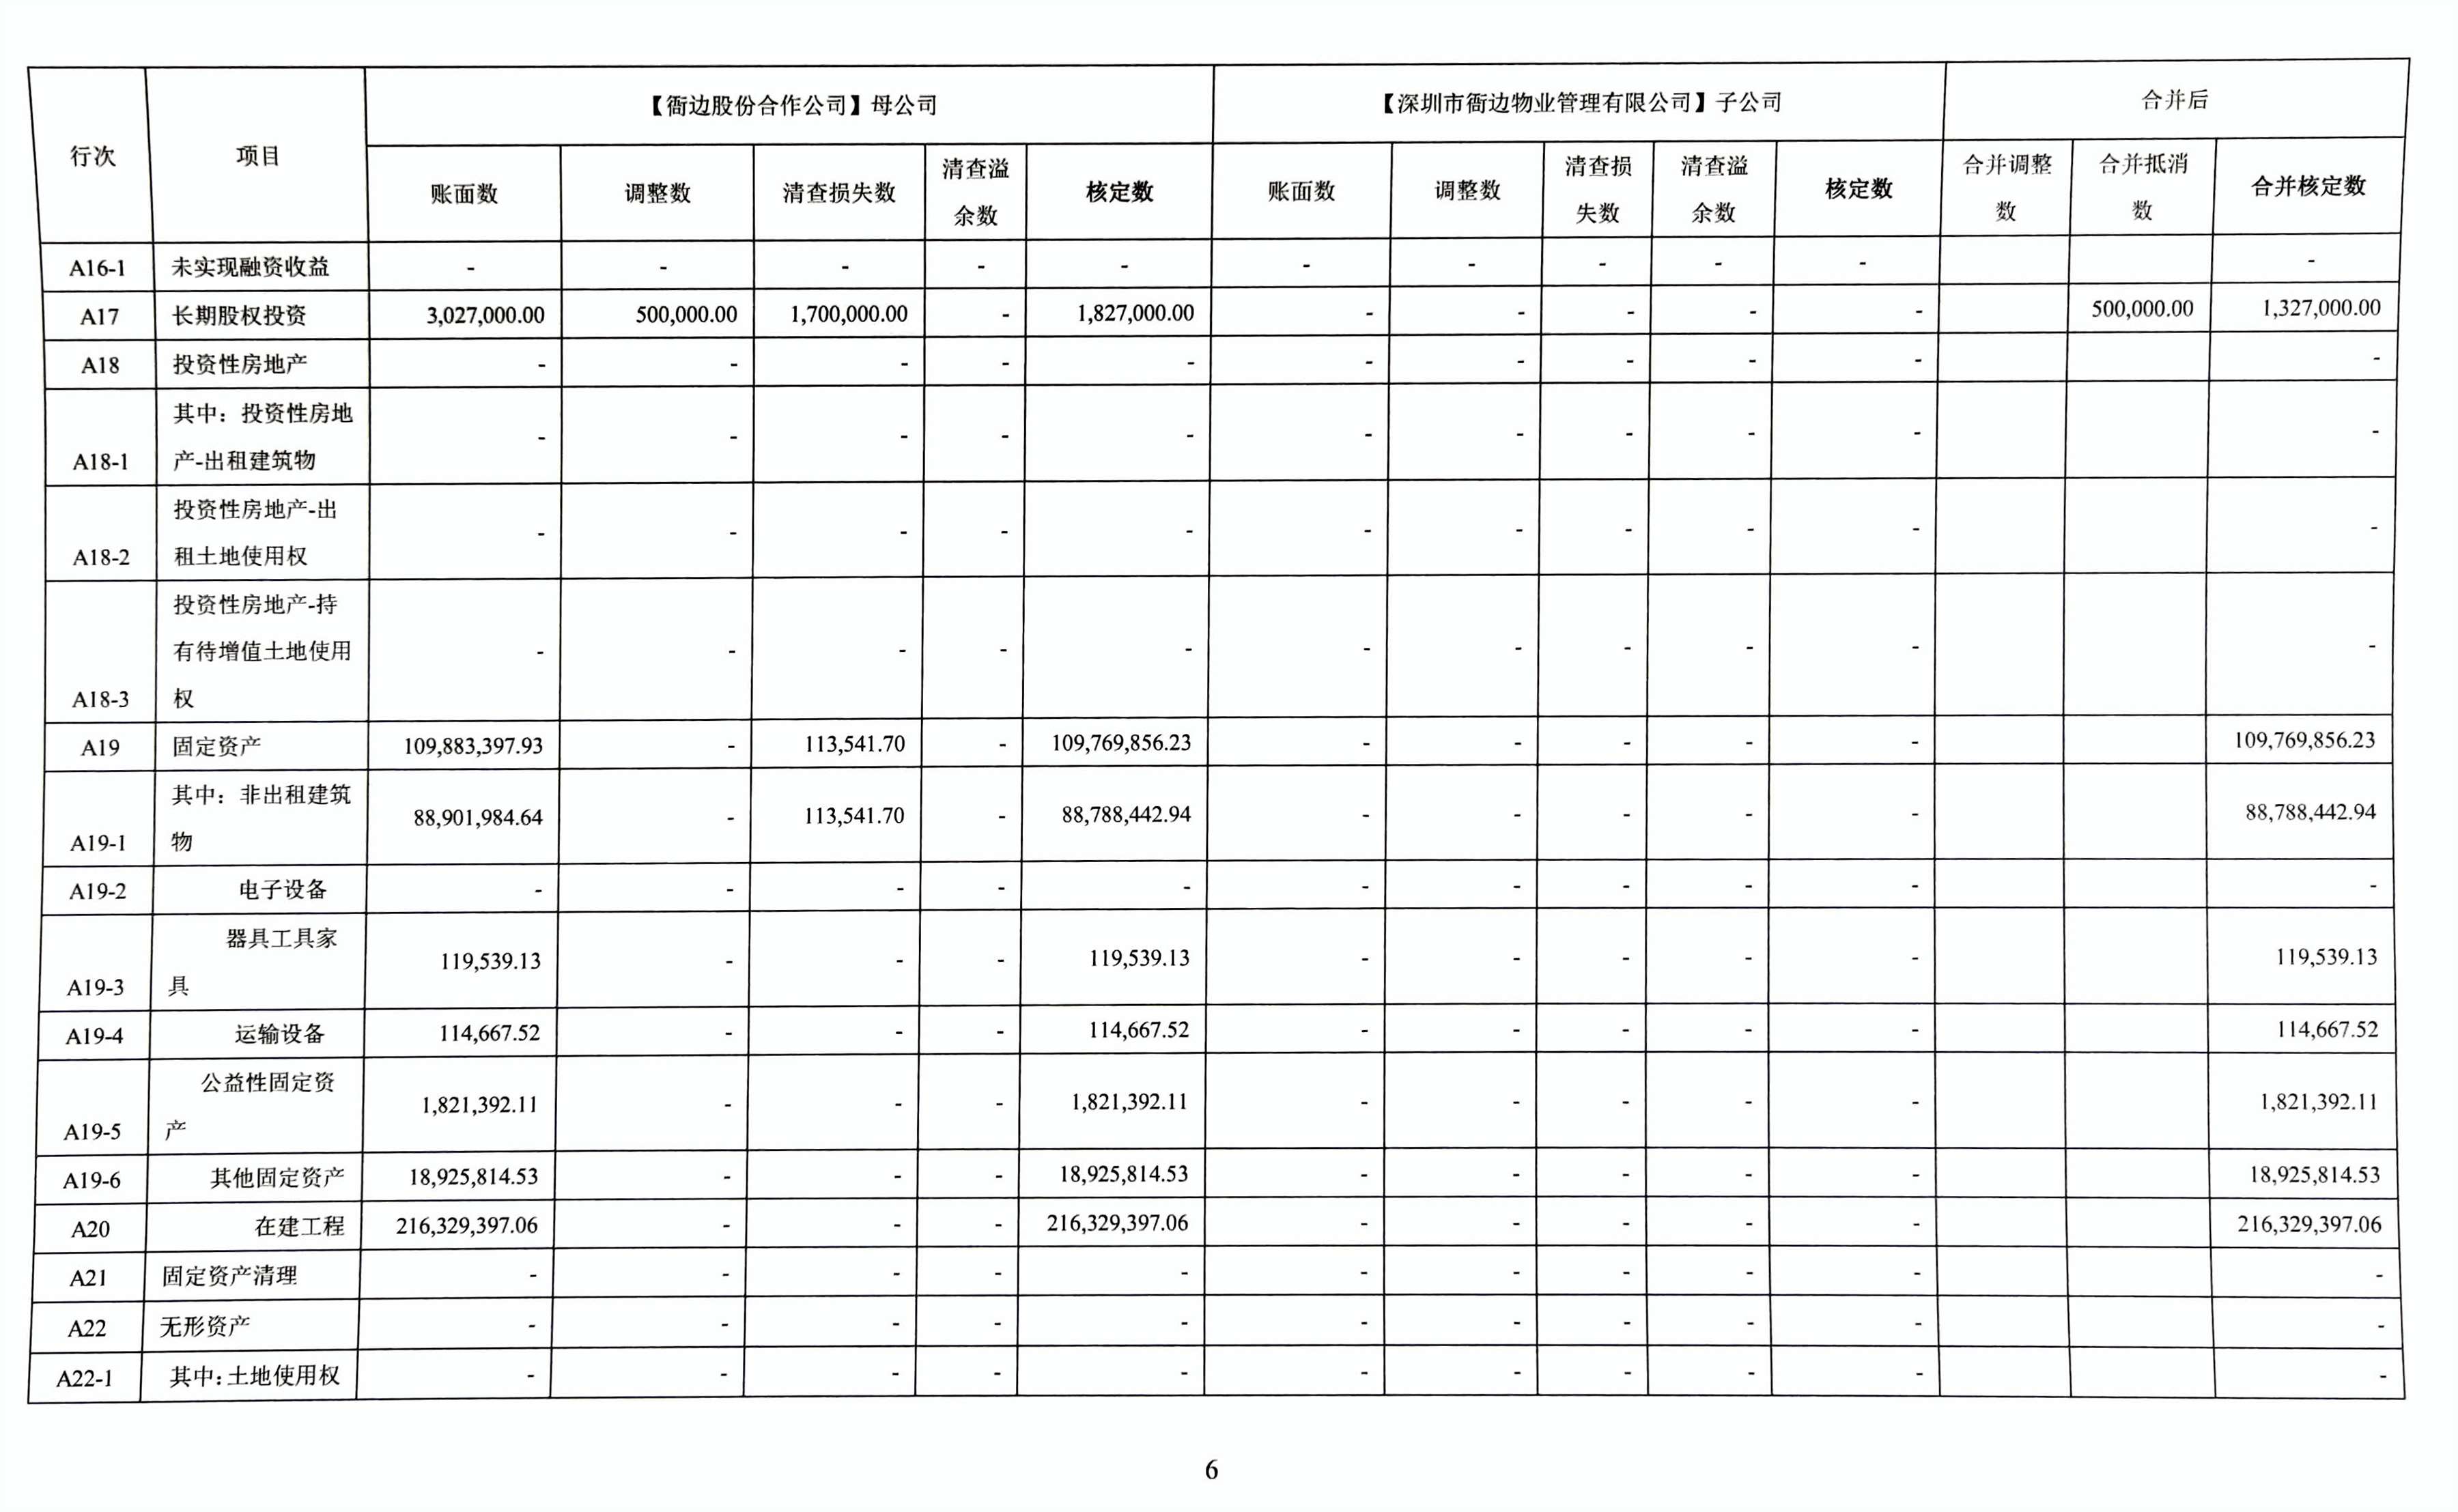 行次 项目 【衙边股份合作公司】母公司 【深圳市衙边物业管理有限公司】子公司 合并后
账面数 调整数 清查损失数 清查溢余数 核定数 账面数 调整数 清查损失数 清查溢余数 核定数 合并调整数 合并抵消数 合并核定数
A16-1 未实现融资收益 - - - - - - - - - - -
A17 长期股权投资 3,027,000.00 500,000.00 1,700,000.00 - 1,827,000.00 - - - - - 500,000.00 1,327,000.00
A18 投资性房地产 - - - - - - - - - - -
A18-1 其中：投资性房地产-出租建筑物 - - - - - - - - - - -
A18-2 投资性房地产-出租土地使用权 - - - - - - - - - - -
A18-3 投资性房地产-持有待增值土地使用权 - - - - - - - - - - -
A19 固定资产 109,883,397.93 - 113,541.70 - 109,769,856.23 - - - - - 109,769,856.23
A19-1 其中：非出租建筑物 88,901,984.64 - 113,541.70 - 88,788,442.94 - - - - - 88,788,442.94
A19-2 电子设备 - - - - - - - - - - -
A19-3 器具工具家具 119,539.13 - - - 119,539.13 - - - - - 119,539.13
A19-4 运输设备 114,667.52 - - - 114,667.52 - - - - - 114,667.52
A19-5 公益性固定资产 1,821,392.11 - - - 1,821,392.11 - - - - - 1,821,392.11
A19-6 其他固定资产 18,925,814.53 - - - 18,925,814.53 - - - - - 18,925,814.53
A20 在建工程 216,329,397.06 - - - 216,329,397.06 - - - - - 216,329,397.06
A21 固定资产清理 - - - - - - - - - - -
A22 无形资产 - - - - - - - - - - -
A22-1 其中：土地使用权 - - - - - - - - - - -
6